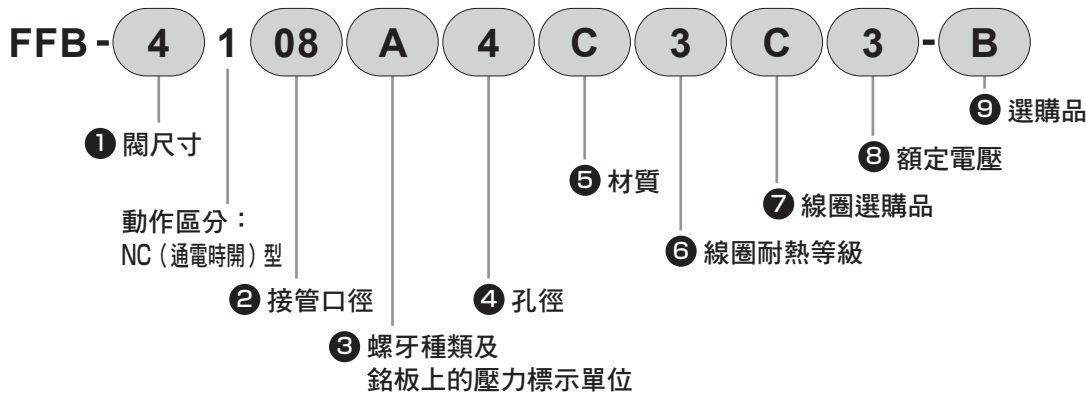 FFB-4 1 08 A 4 C 3 C 3-B
❾ 選購品
❶ 閥尺寸
❽ 額定電壓
❺ 材質
❼ 線圈選購品
動作區分：
NC（通電時開）型
❻ 線圈耐熱等級
❷ 接管口徑
❹ 孔徑
❸ 螺牙種類及
銘板上的壓力標示單位